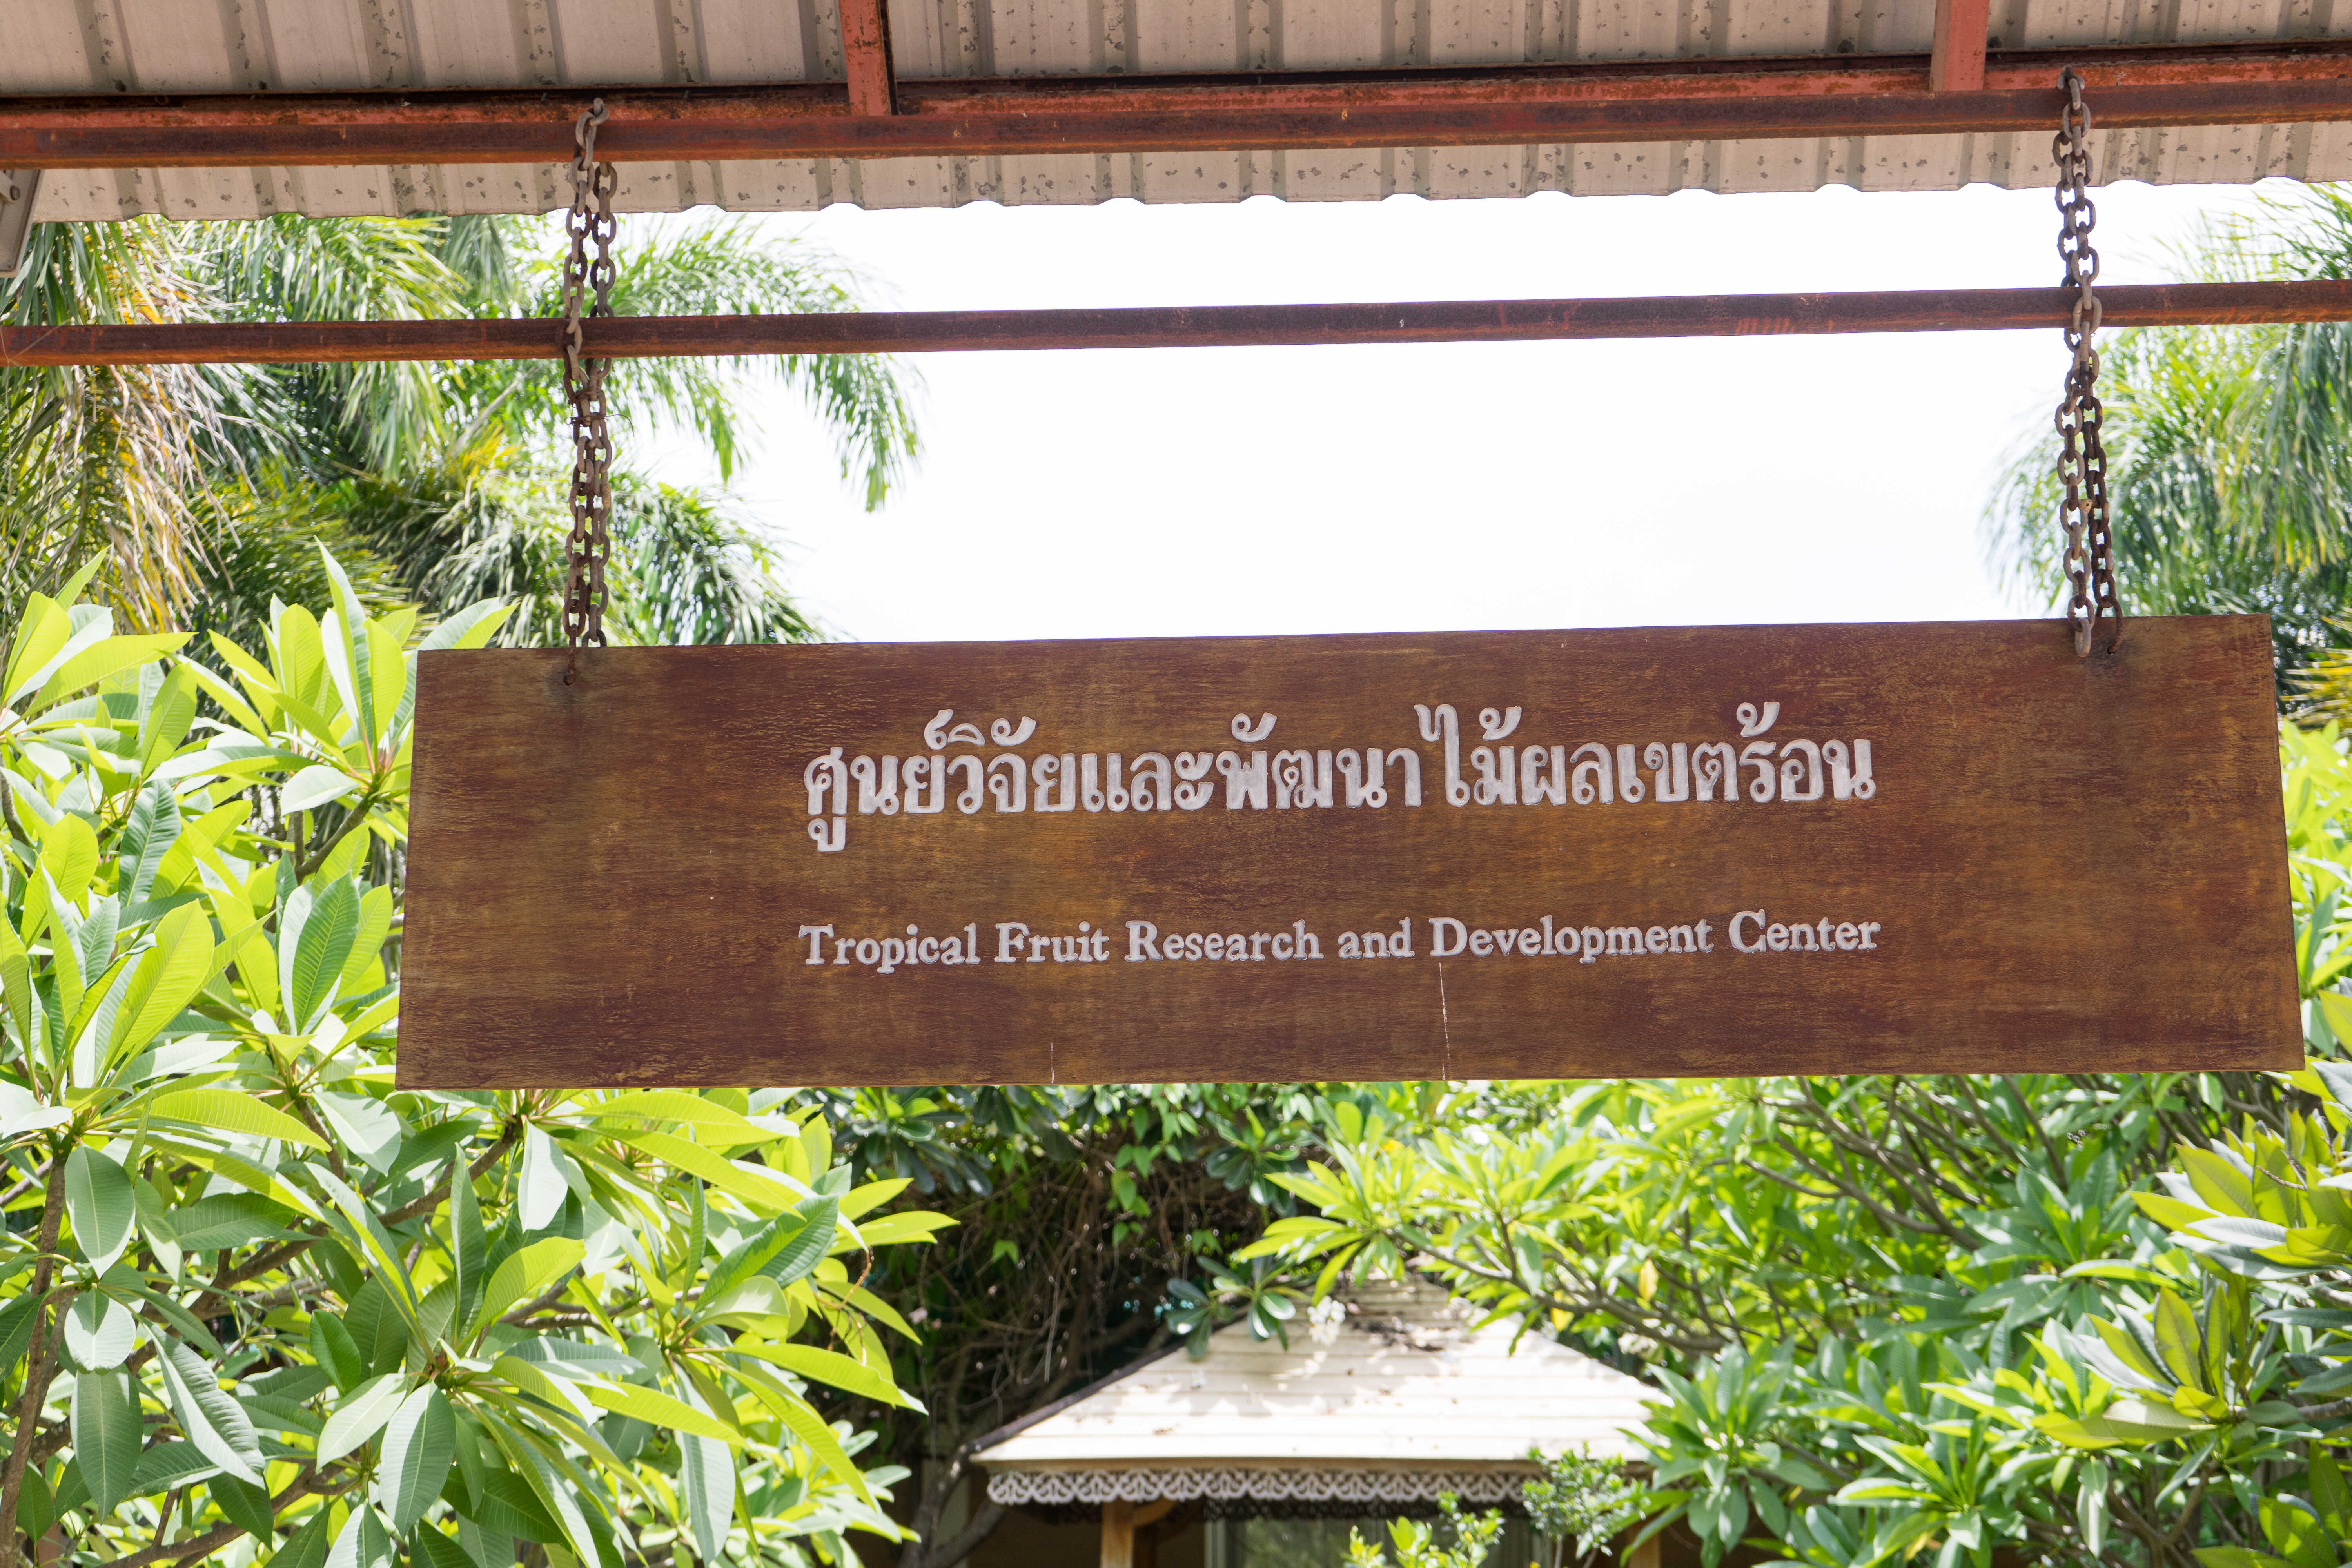 ศูนย์วิจัยและพัฒนาไม้ผลเขตร้อน
Tropical Fruit Research and Development Center